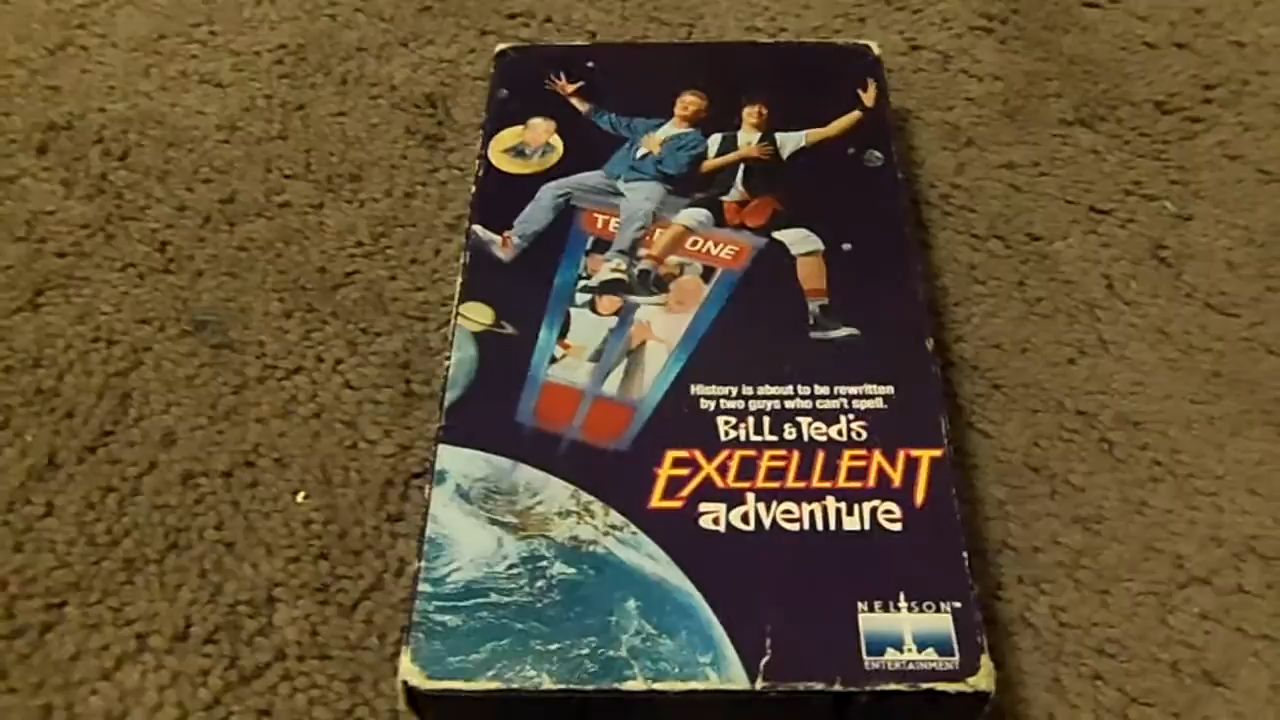 TE
ONE
History is about to be rewritten
by two guys who can't spell.
BiLL & Ted's
EXCELLENT
adventure
NELSON™
ENTERTAINMENT